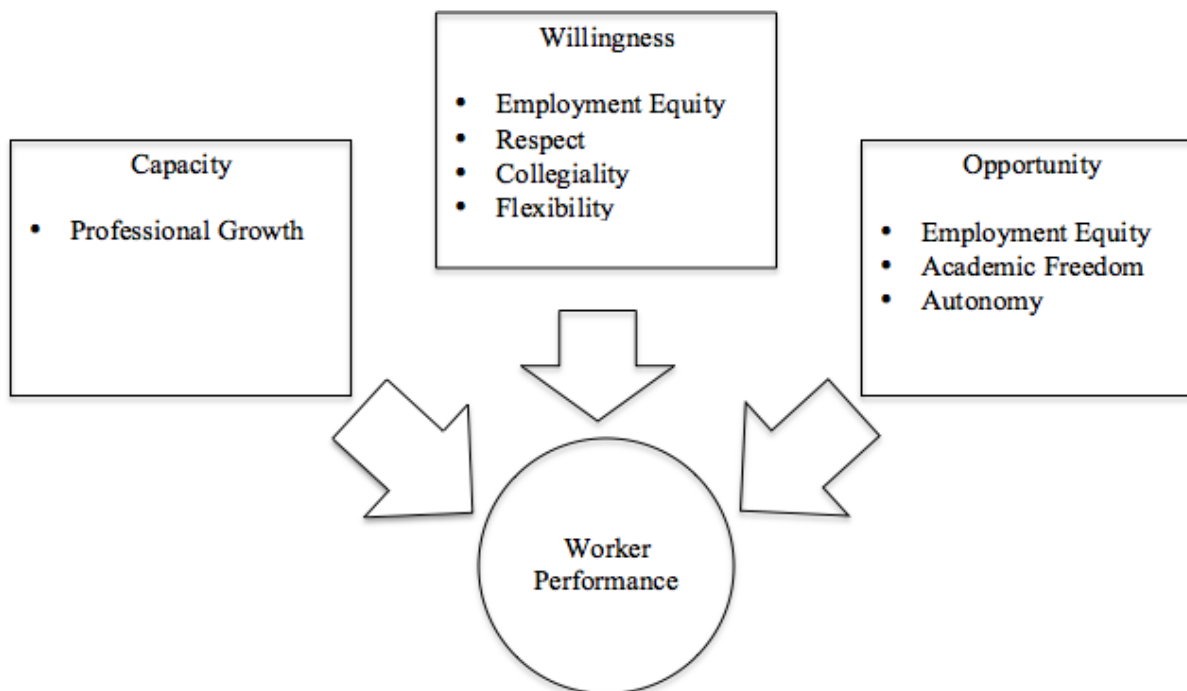 Willingness
• Employment Equity
• Respect
• Collegiality
• Flexibility
Capacity
• Professional Growth
Opportunity
• Employment Equity
• Academic Freedom
• Autonomy
Worker
Performance